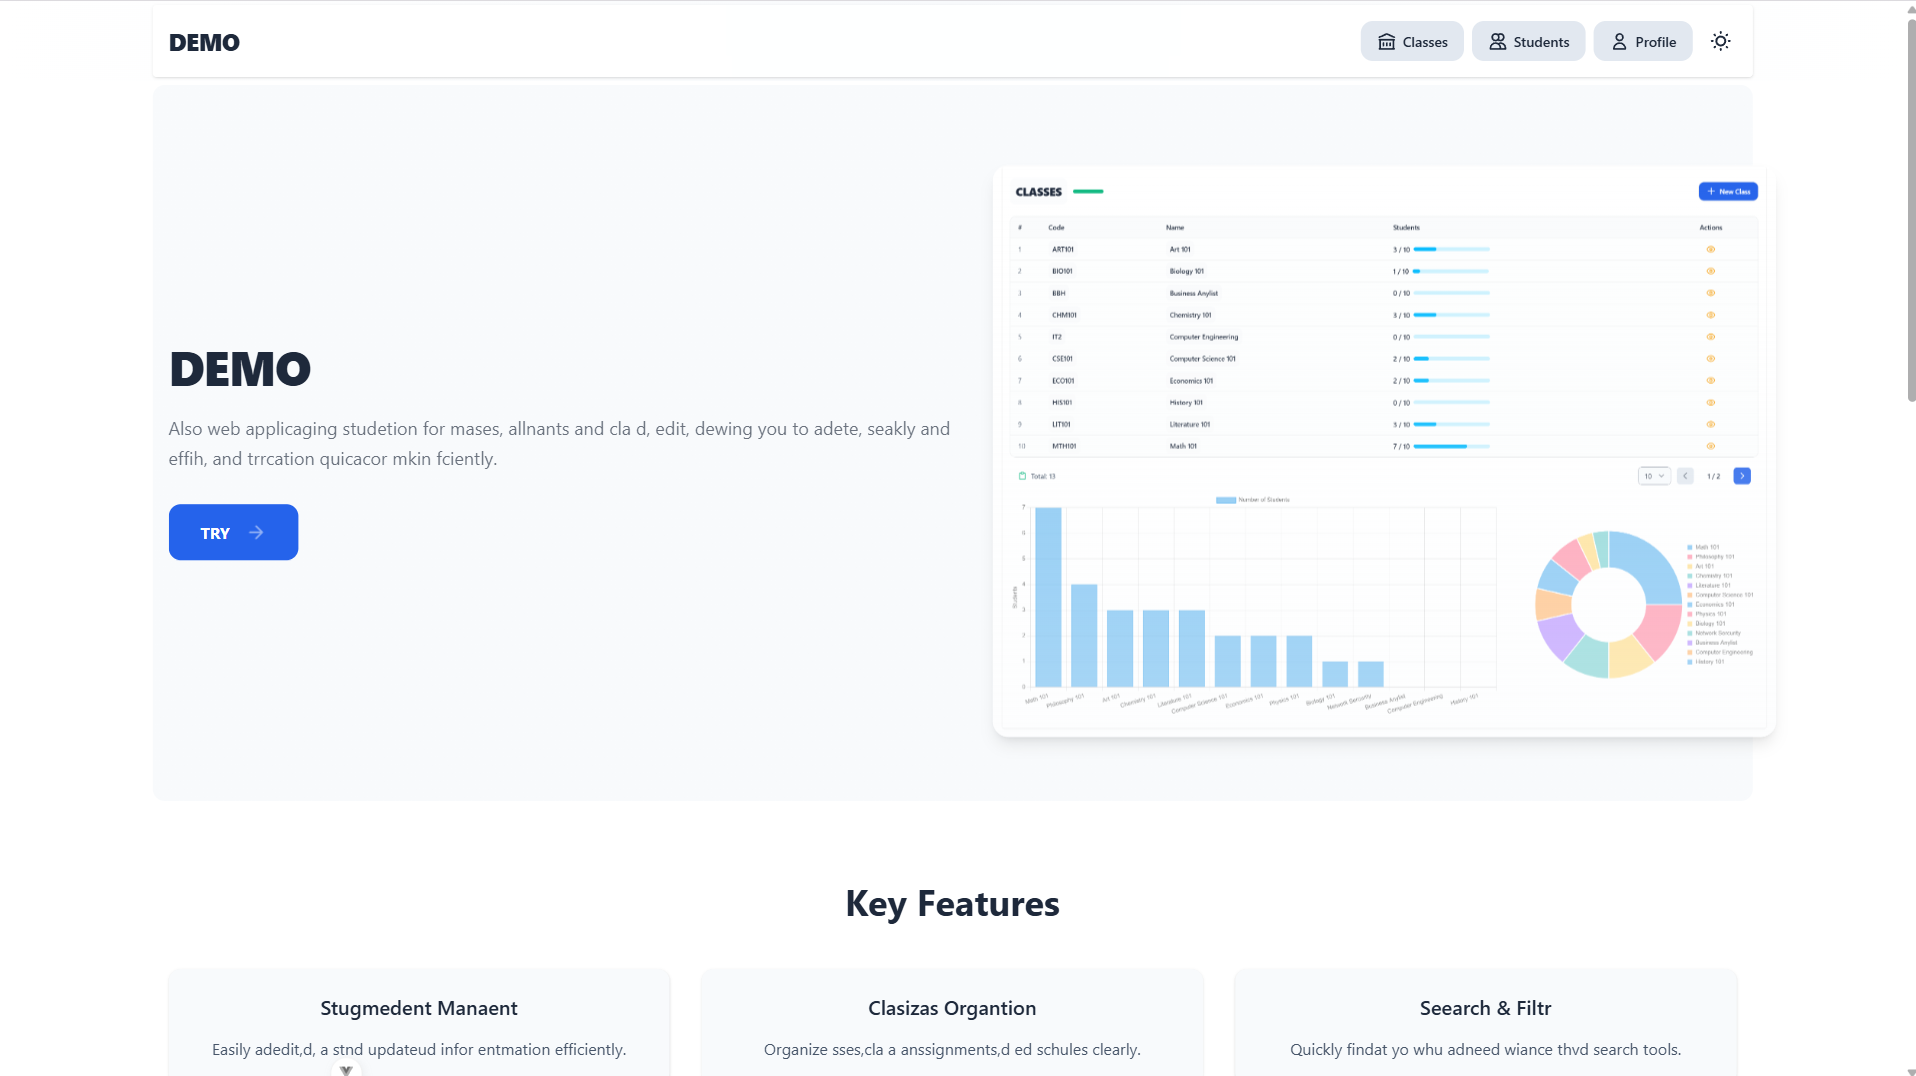 DEMO
Classes
Students
Profile
DEMO
Also web applicaging studetion for mases, allnants and cla d, edit, dewing you to adete, seakly and
effih, and trrcation quicacor mkin fciently.
TRY
CLASSES
+ New Class
# Code Name Students Actions
1 ART101 Art 101 3 / 10
2 BIO101 Biology 101 1 / 10
3 BBH Business Anylist 0 / 10
4 CHM101 Chemistry 101 3 / 10
5 IT2 Computer Engineering 0 / 10
6 CSE101 Computer Science 101 2 / 10
7 ECO101 Economics 101 2 / 10
8 HIS101 History 101 0 / 10
9 LIT101 Literature 101 3 / 10
10 MTH101 Math 101 7 / 10
Total: 13
10
1 / 2
Number of Students
7
6
5
4
3
2
1
0
Students
Math 101
Philosophy 101
Art 101
Chemistry 101
Literature 101
Computer Science 101
Economics 101
Physics 101
Biology 101
Network Security
Business Anylist
Computer Engineering
History 101
Math 101
Philosophy 101
Art 101
Chemistry 101
Literature 101
Computer Science 101
Economics 101
Physics 101
Biology 101
Network Security
Business Anylist
Computer Engineering
History 101
Key Features
Stugmedent Manaent
Easily adedit,d, a stnd updateud infor entmation efficiently.
Clasizas Organtion
Organize sses,cla a anssignments,d ed schules clearly.
Seearch & Filtr
Quickly findat yo whu adneed wiance thvd search tools.